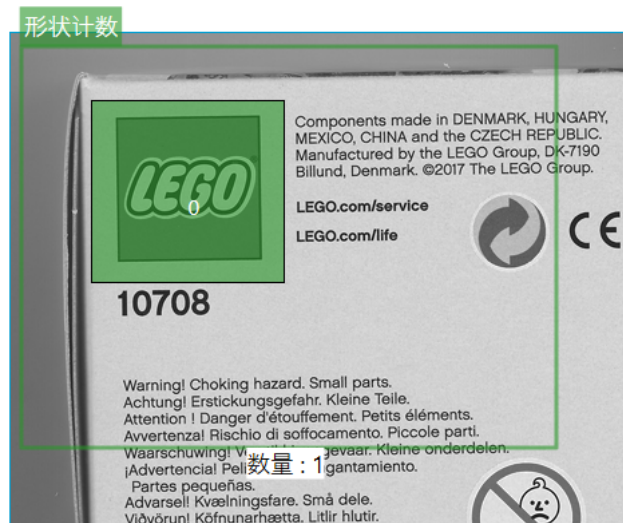 形状计数
LEGO
0
Components made in DENMARK, HUNGARY,
MEXICO, CHINA and the CZECH REPUBLIC.
Manufactured by the LEGO Group, DK-7190
Billund, Denmark. ©2017 The LEGO Group.
LEGO.com/service
LEGO.com/life
CE
10708
Warning! Choking hazard. Small parts.
Achtung! Erstickungsgefahr. Kleine Teile.
Attention ! Danger d'étouffement. Petits éléments.
Avvertenza! Rischio di soffocamento. Piccole parti.
Waarschuwing! gevaar. Kleine onderdelen.
¡Advertencia! gantamiento.
数量 : 1
Partes pequeñas.
Advarsel! Kvælningsfare. Små dele.
Viðvörun! Köfnunarhætta. Litlir hlutir.